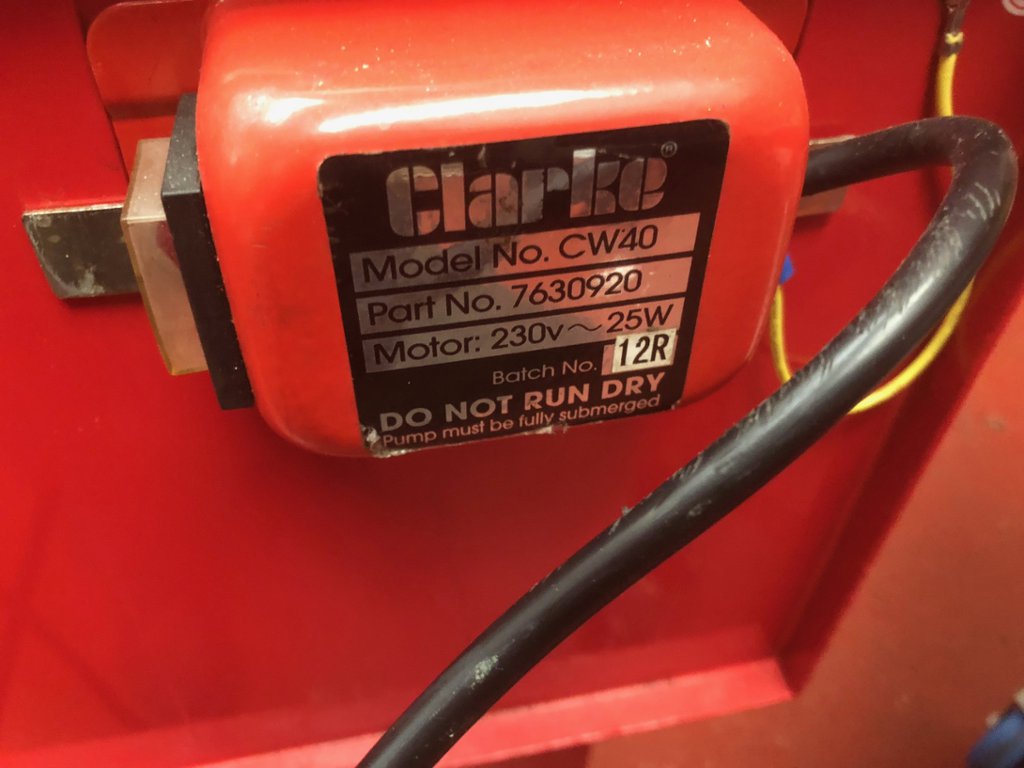 Clarke®
Model No. CW40
Part No. 7630920
Motor: 230v ~ 25W
Batch No. 12R
DO NOT RUN DRY
Pump must be fully submerged